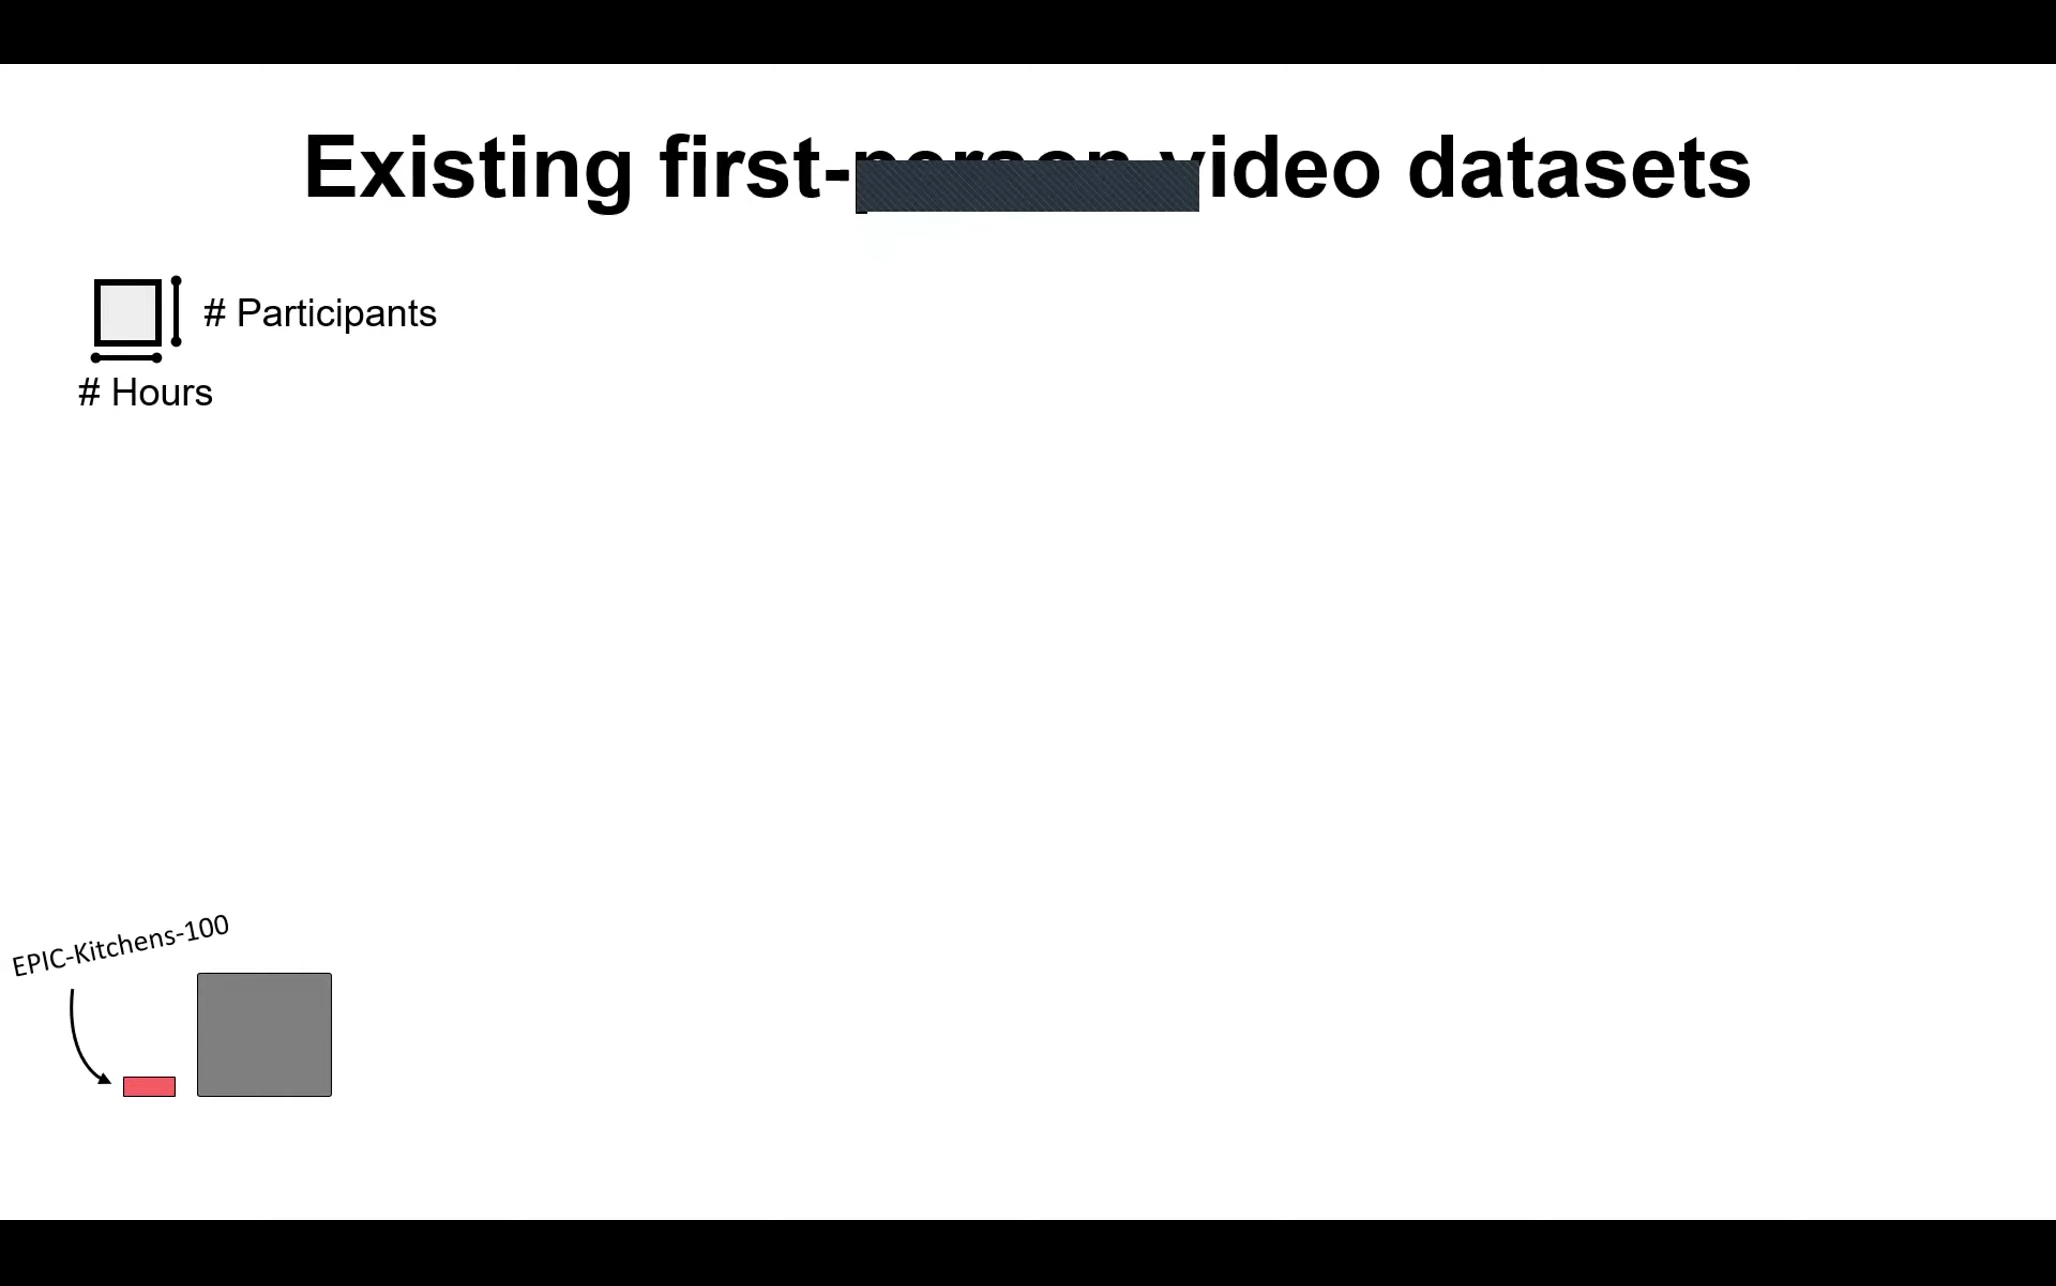 Existing first- video datasets
# Participants
# Hours
EPIC-Kitchens-100